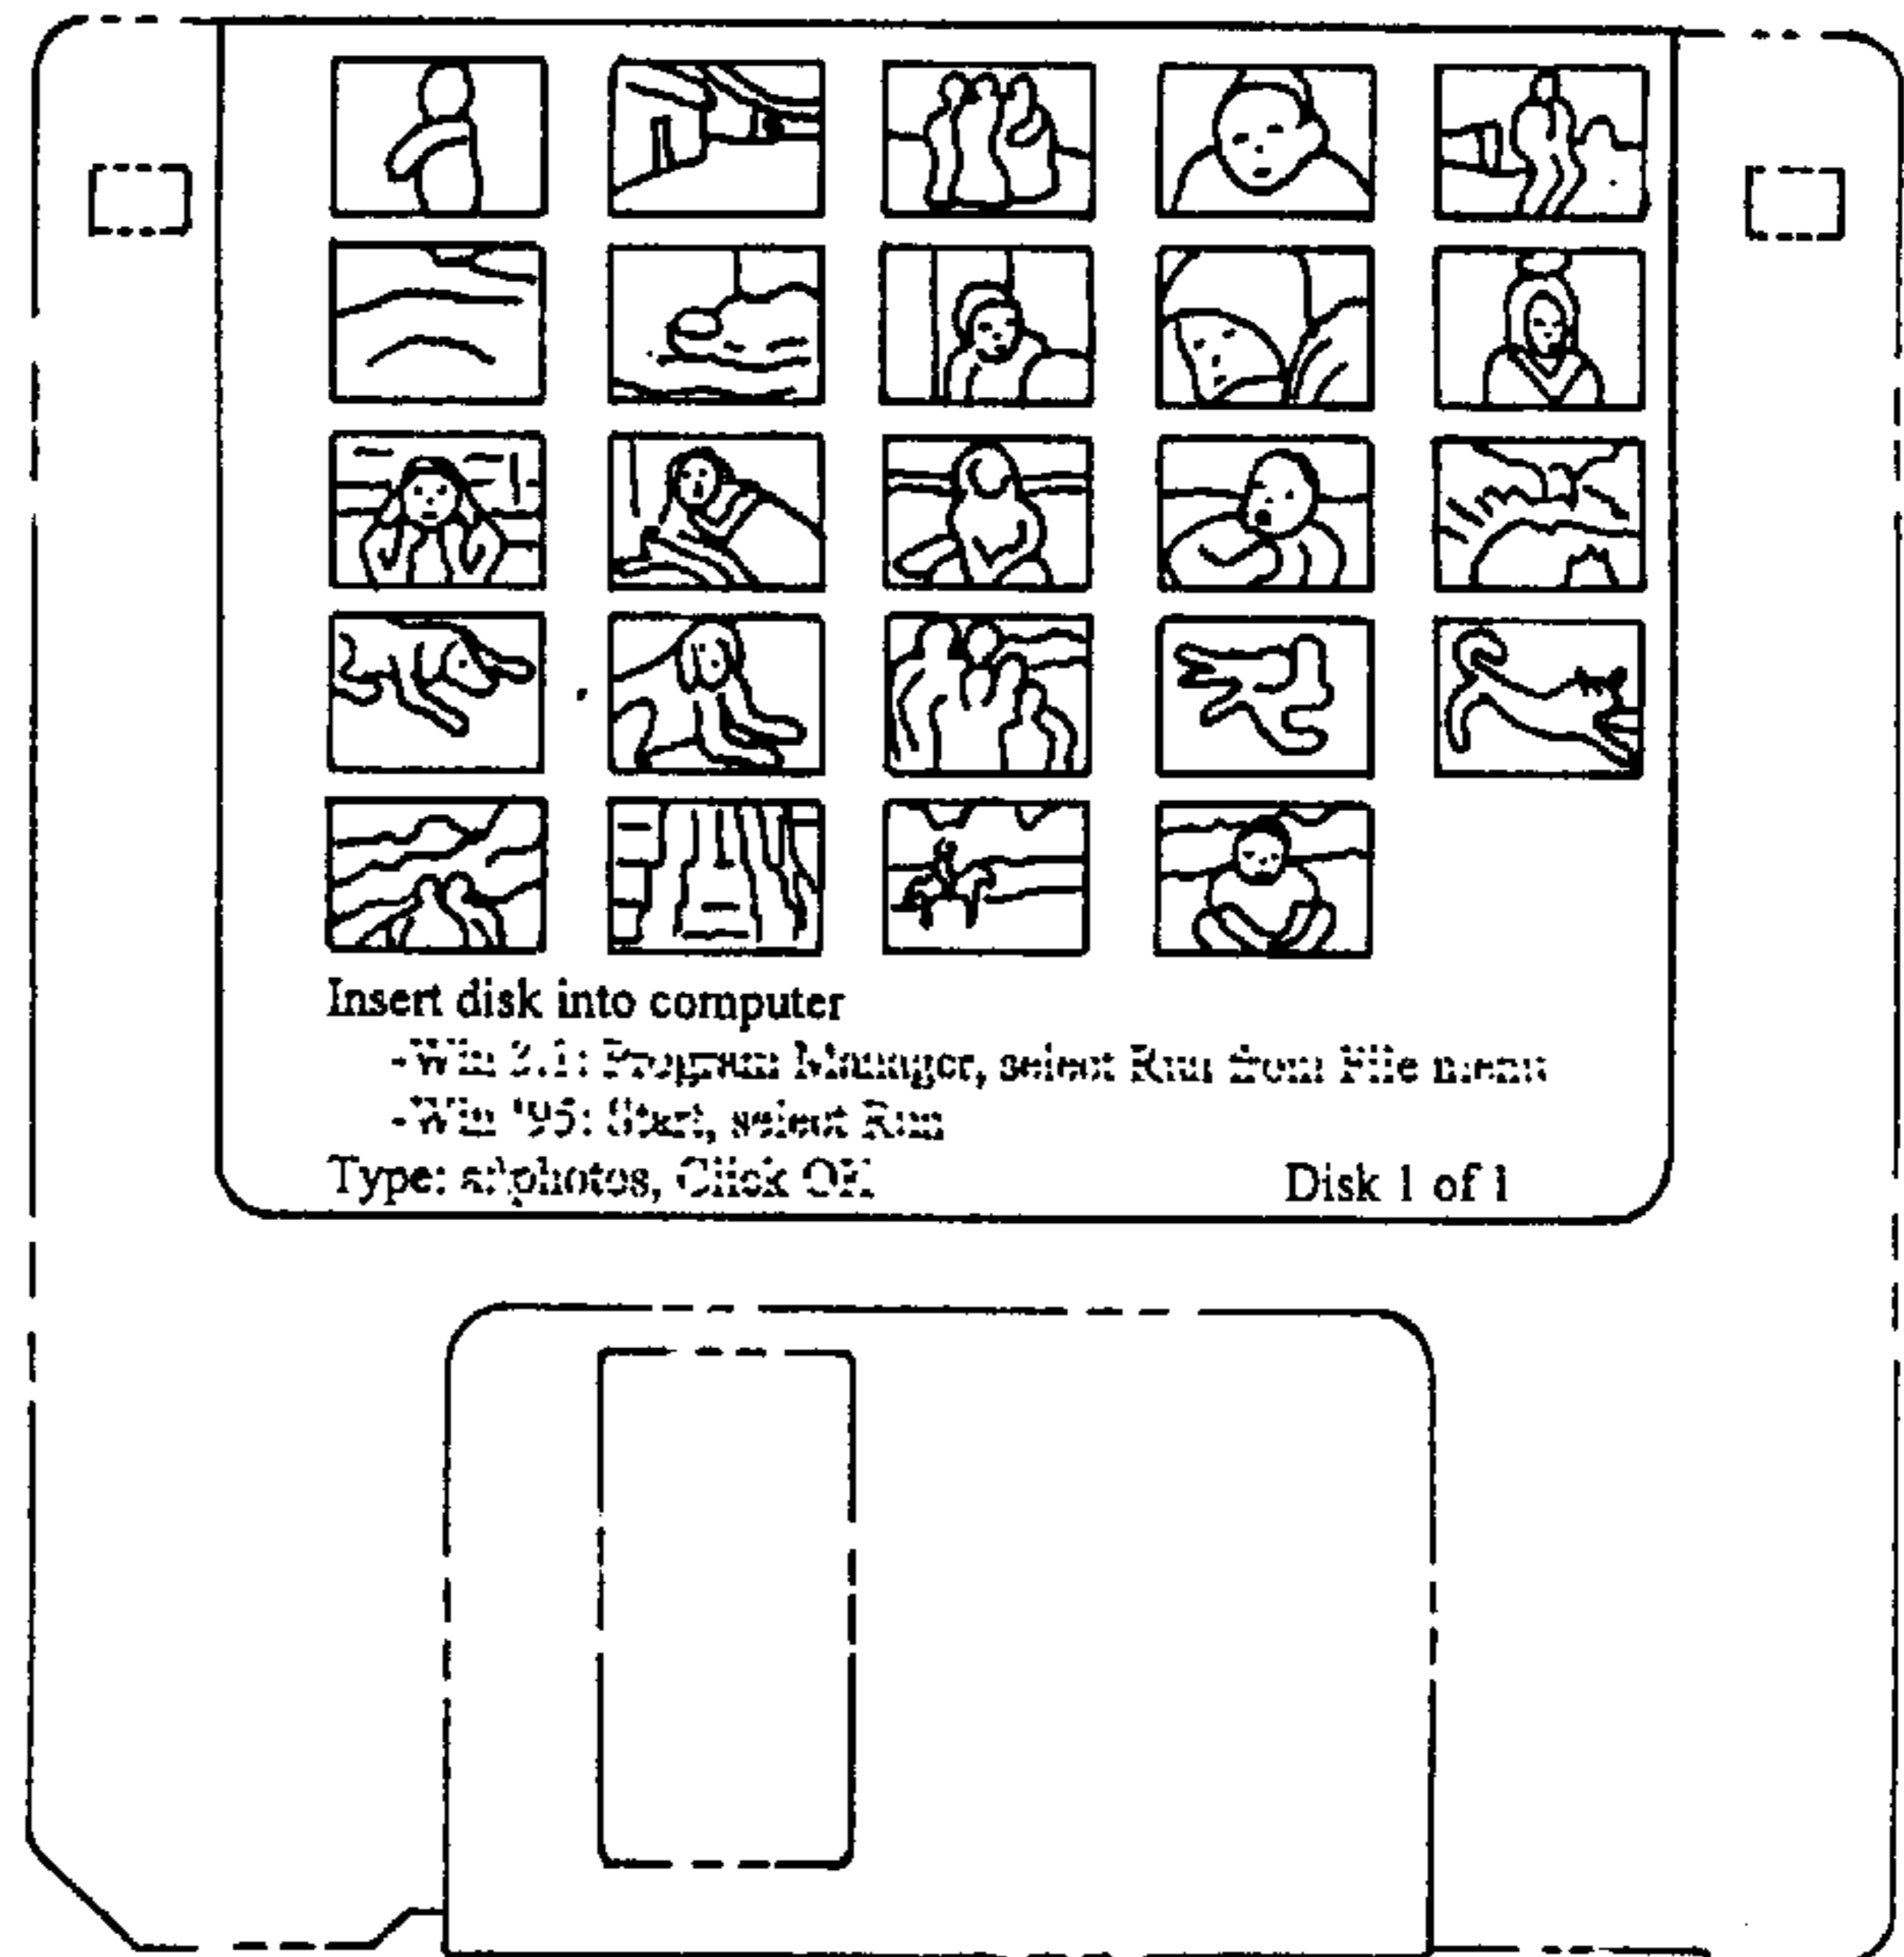 Insert disk into computer
-Win 3.1: Program Manager, select Run from File menu
-Win '95: Start, select Run
Type: a:\photos, Click OK
Disk 1 of 1